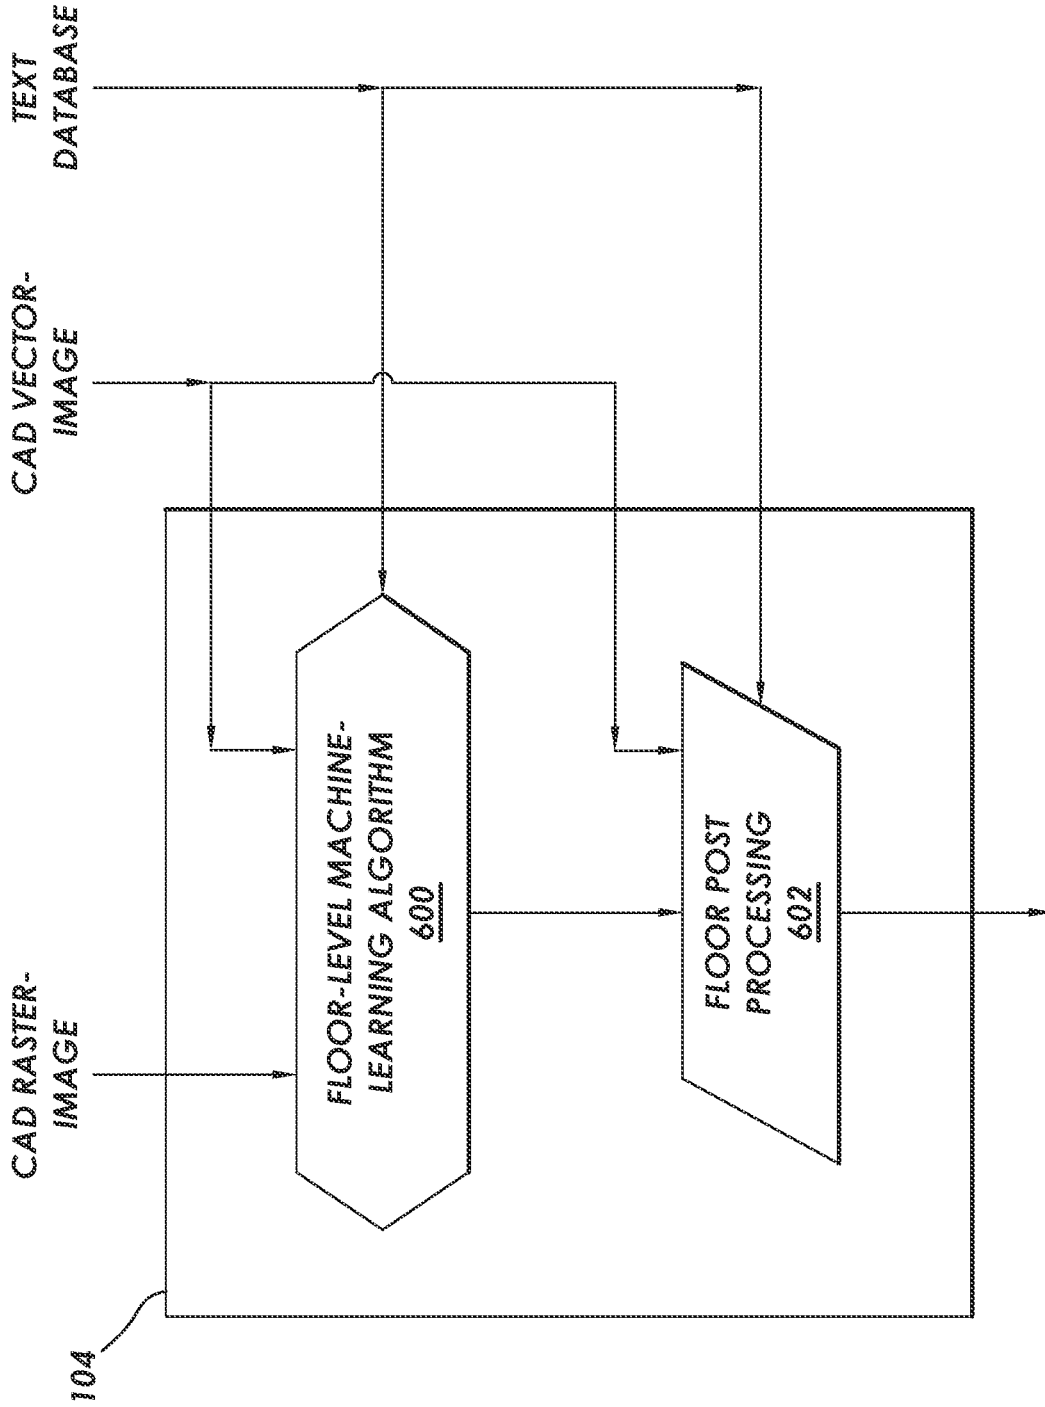 104
CAD RASTER-
IMAGE
CAD VECTOR-
IMAGE
TEXT
DATABASE
FLOOR-LEVEL MACHINE-
LEARNING ALGORITHM
600
FLOOR POST
PROCESSING
602